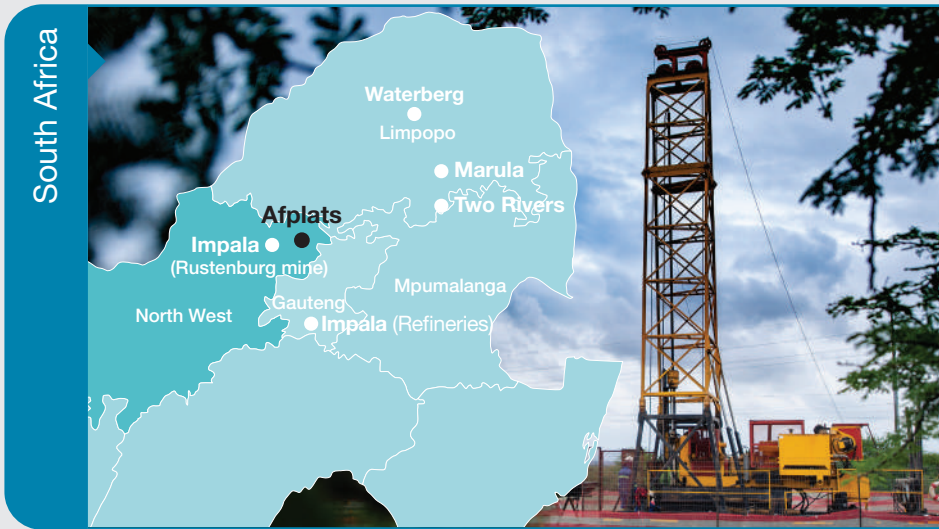 South Africa
Waterberg
Limpopo
Marula
Two Rivers
Afplats
Impala
(Rustenburg mine)
Mpumalanga
Gauteng
North West
Impala (Refineries)